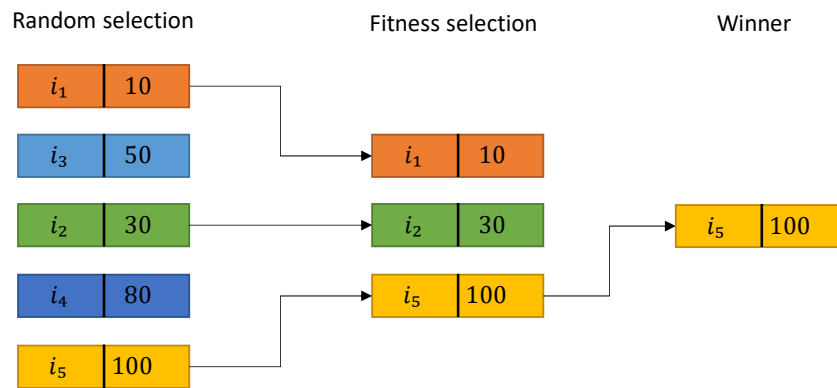 Random selection
Fitness selection
Winner
i₁ 10
i₃ 50
i₂ 30
i₄ 80
i₅ 100
i₁ 10
i₂ 30
i₅ 100
i₅ 100